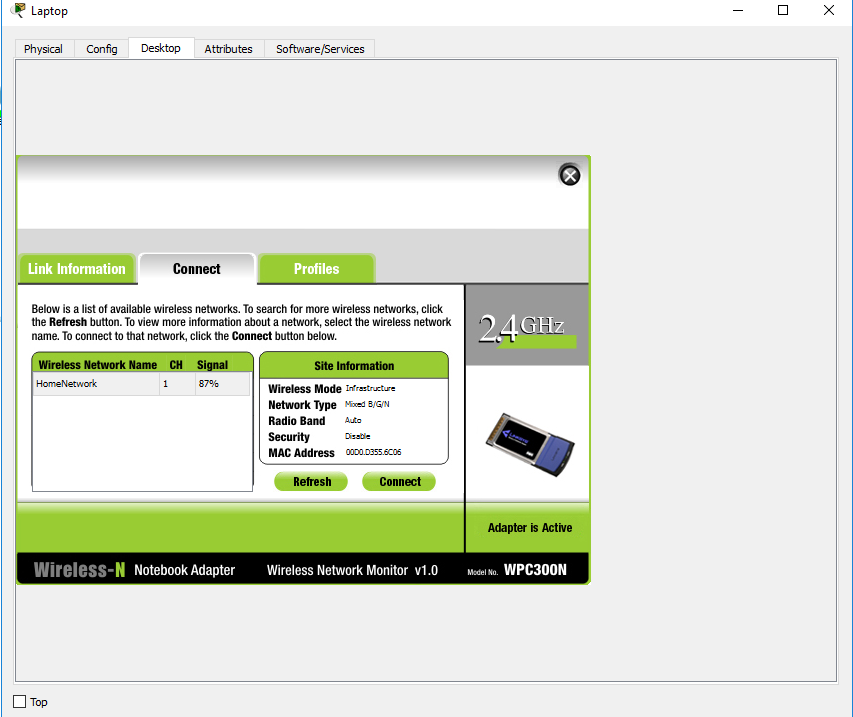 Laptop
Physical Config Desktop Attributes Software/Services
Link Information Connect Profiles
Below is a list of available wireless networks. To search for more wireless networks, click
the Refresh button. To view more information about a network, select the wireless network
name. To connect to that network, click the Connect button below.
2.4GHz
Wireless Network Name CH Signal
HomeNetwork 1 87%
Site Information
Wireless Mode Infrastructure
Network Type Mixed B/G/N
Radio Band Auto
Security Disable
MAC Address 00D0.D355.6C06
Refresh Connect
Adapter is Active
Wireless-N Notebook Adapter Wireless Network Monitor v1.0 Model No. WPC300N
Top